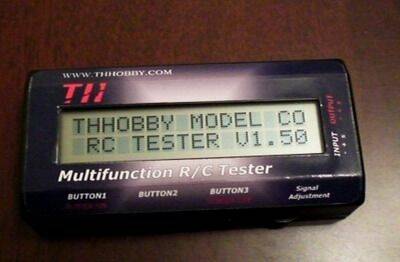 WWW.THHOBBY.COM
TH
THHOBBY MODEL CO
RC TESTER V1.50
INPUT
OUTPUT
Multifunction R/C Tester
BUTTON1
BUTTON2
BUTTON3
Signal
Adjustment